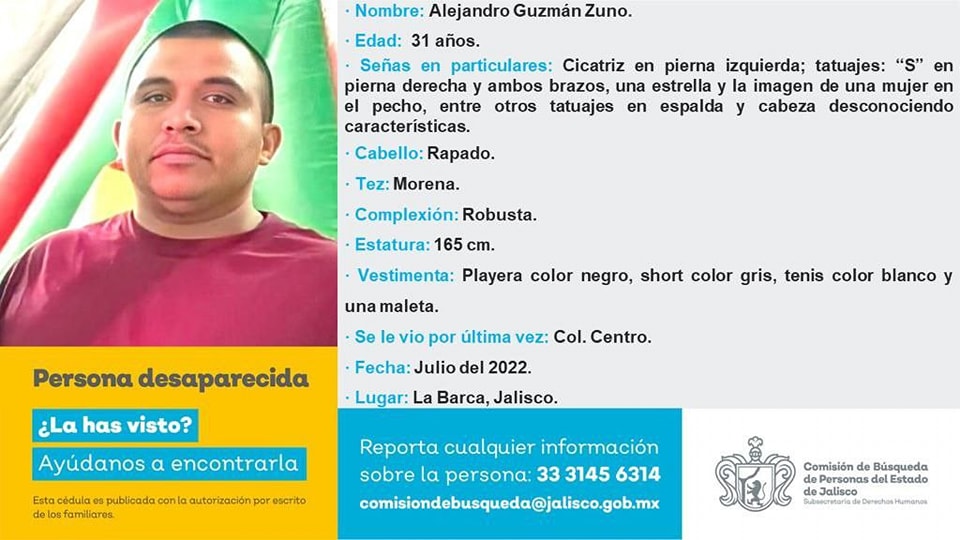 · Nombre: Alejandro Guzmán Zuno.
· Edad: 31 años.
· Señas en particulares: Cicatriz en pierna izquierda; tatuajes: “S” en
pierna derecha y ambos brazos, una estrella y la imagen de una mujer en
el pecho, entre otros tatuajes en espalda y cabeza desconociendo
características.
· Cabello: Rapado.
· Tez: Morena.
· Complexión: Robusta.
· Estatura: 165 cm.
· Vestimenta: Playera color negro, short color gris, tenis color blanco y
una maleta.
· Se le vio por última vez: Col. Centro.
· Fecha: Julio del 2022.
· Lugar: La Barca, Jalisco.
Persona desaparecida
¿La has visto?
Ayúdanos a encontrarla
Esta cédula es publicada con la autorización por escrito
de los familiares.
Reporta cualquier información
sobre la persona: 33 3145 6314
comisiondebusqueda@jalisco.gob.mx
Comisión de Búsqueda
de Personas del Estado
de Jalisco
Subsecretaría de Derechos Humanos